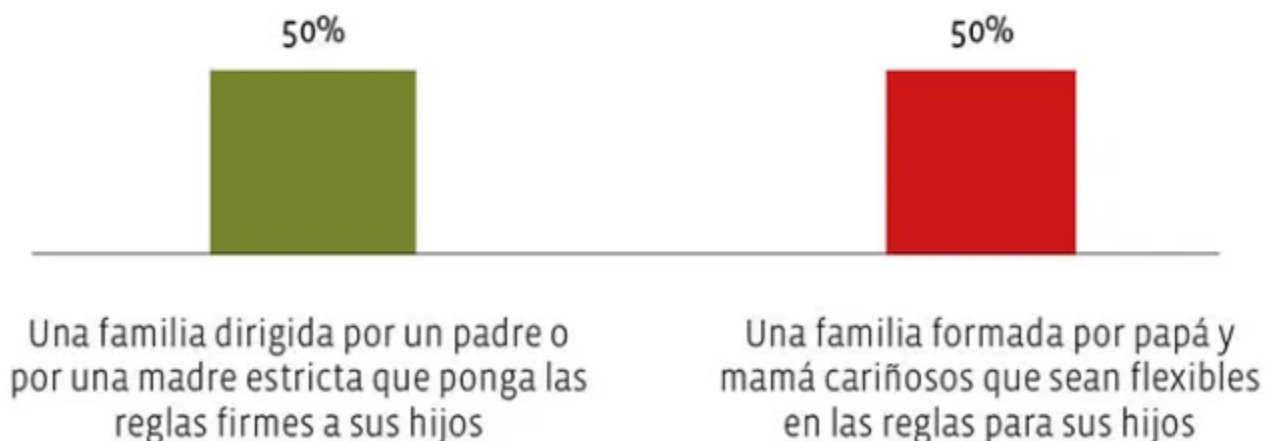 50%
50%
Una familia dirigida por un padre o
por una madre estricta que ponga las
reglas firmes a sus hijos
Una familia formada por papá y
mamá cariñosos que sean flexibles
en las reglas para sus hijos